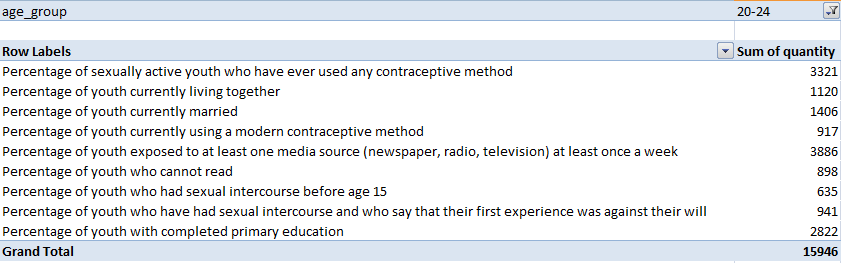 age_group 20-24
Row Labels Sum of quantity
Percentage of sexually active youth who have ever used any contraceptive method 3321
Percentage of youth currently living together 1120
Percentage of youth currently married 1406
Percentage of youth currently using a modern contraceptive method 917
Percentage of youth exposed to at least one media source (newspaper, radio, television) at least once a week 3886
Percentage of youth who cannot read 898
Percentage of youth who had sexual intercourse before age 15 635
Percentage of youth who have had sexual intercourse and who say that their first experience was against their will 941
Percentage of youth with completed primary education 2822
Grand Total 15946